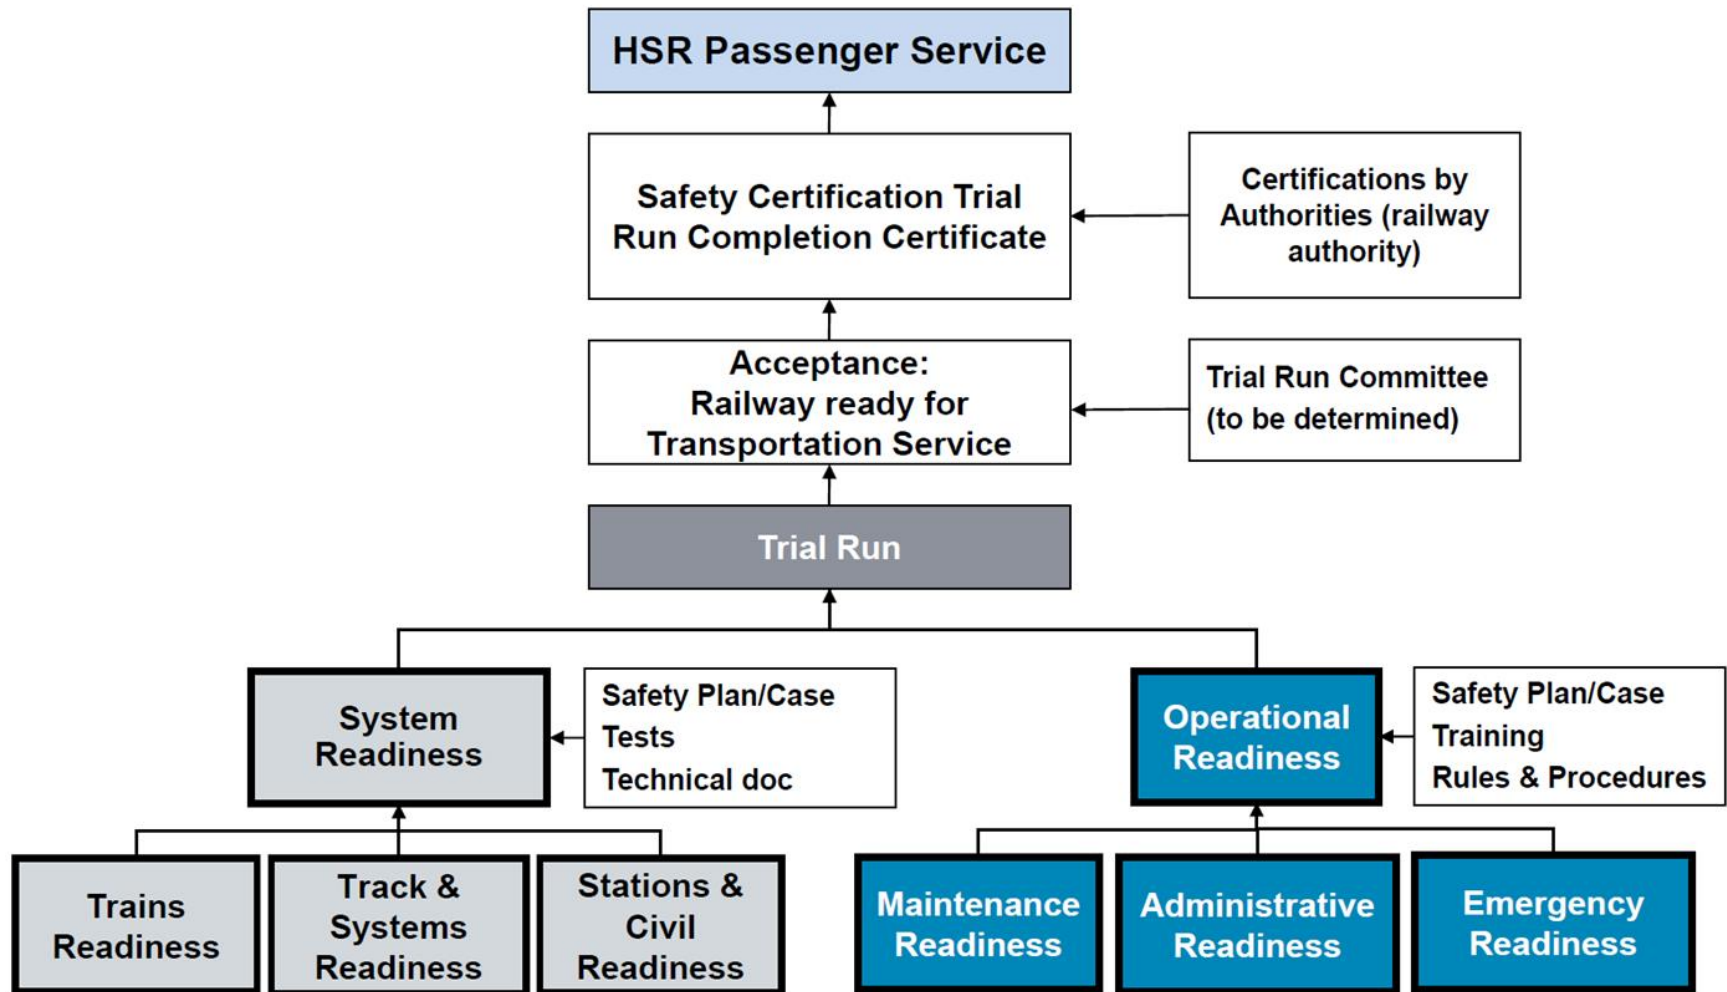 HSR Passenger Service
Safety Certification Trial
Run Completion Certificate
Certifications by
Authorities (railway
authority)
Acceptance:
Railway ready for
Transportation Service
Trial Run Committee
(to be determined)
Trial Run
System
Readiness
Safety Plan/Case
Tests
Technical doc
Operational
Readiness
Safety Plan/Case
Training
Rules & Procedures
Trains
Readiness
Track &
Systems
Readiness
Stations &
Civil
Readiness
Maintenance
Readiness
Administrative
Readiness
Emergency
Readiness